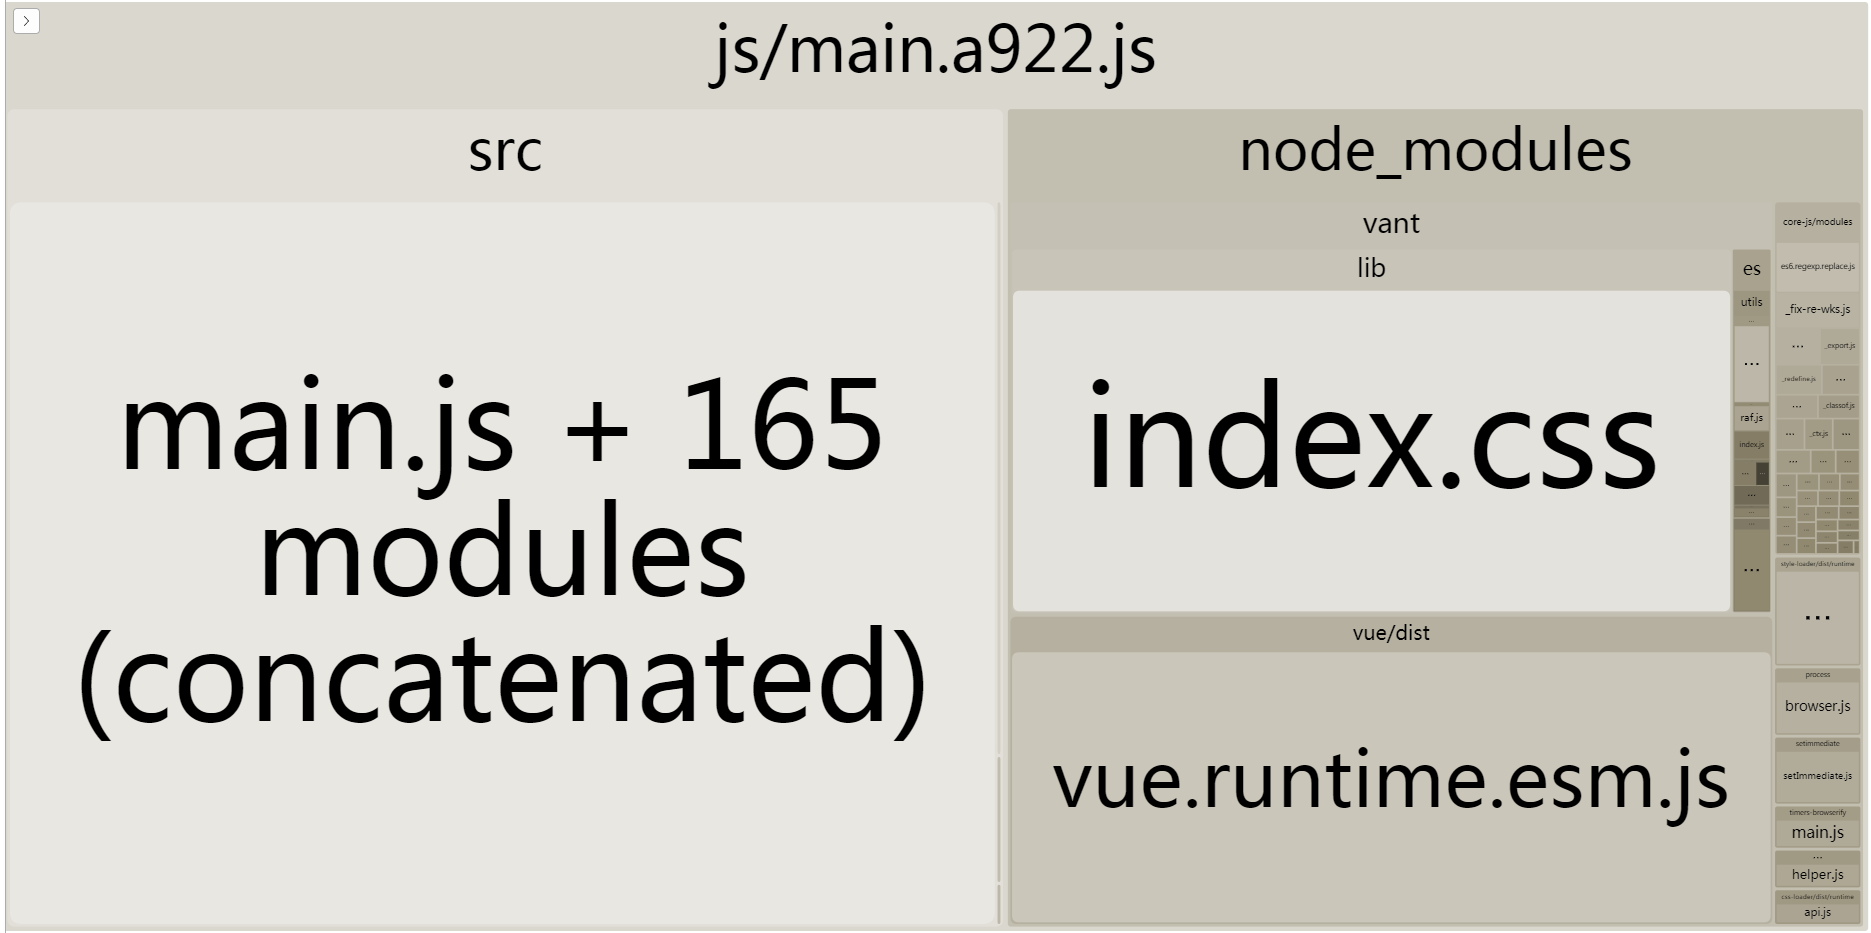 js/main.a922.js
src
main.js + 165
modules
(concatenated)
node_modules
vant
lib
index.css
es
utils
...
...
raf.js
index.js
...
...
...
...
...
...
vue/dist
vue.runtime.esm.js
core-js/modules
es6.regexp.replace.js
_fix-re-wks.js
... _export.js
_redefine.js ...
... _classof.js
... _ctx.js ...
... ... ...
style-loader/dist/runtime
...
process
browser.js
setimmediate
setImmediate.js
timers-browserify
main.js
...
helper.js
css-loader/dist/runtime
api.js